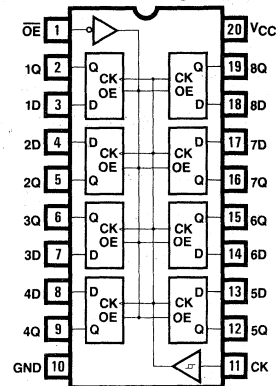 O̅E̅ 1 20 VCC
1Q 2 Q Q 19 8Q
CK CK
OE OE
1D 3 D D 18 8D
2D 4 D D 17 7D
CK CK
OE OE
2Q 5 Q Q 16 7Q
3Q 6 Q Q 15 6Q
CK CK
OE OE
3D 7 D D 14 6D
4D 8 D D 13 5D
CK CK
OE OE
4Q 9 Q Q 12 5Q
GND 10 11 CK